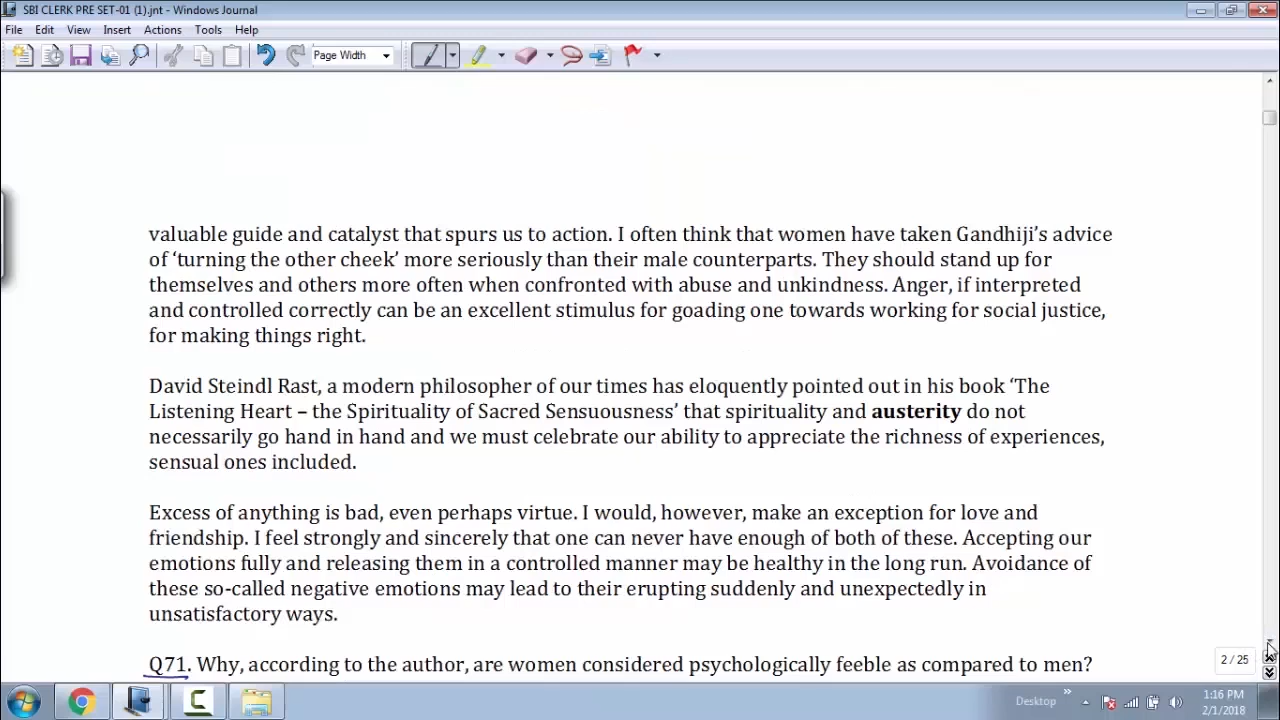 SBI CLERK PRE SET-01 (1).jnt - Windows Journal
File Edit View Insert Actions Tools Help
Page Width
valuable guide and catalyst that spurs us to action. I often think that women have taken Gandhiji’s advice
of ‘turning the other cheek’ more seriously than their male counterparts. They should stand up for
themselves and others more often when confronted with abuse and unkindness. Anger, if interpreted
and controlled correctly can be an excellent stimulus for goading one towards working for social justice,
for making things right.
David Steindl Rast, a modern philosopher of our times has eloquently pointed out in his book ‘The
Listening Heart – the Spirituality of Sacred Sensuousness’ that spirituality and austerity do not
necessarily go hand in hand and we must celebrate our ability to appreciate the richness of experiences,
sensual ones included.
Excess of anything is bad, even perhaps virtue. I would, however, make an exception for love and
friendship. I feel strongly and sincerely that one can never have enough of both of these. Accepting our
emotions fully and releasing them in a controlled manner may be healthy in the long run. Avoidance of
these so-called negative emotions may lead to their erupting suddenly and unexpectedly in
unsatisfactory ways.
Q71. Why, according to the author, are women considered psychologically feeble as compared to men?
2 / 25
Desktop
1:16 PM
2/1/2018